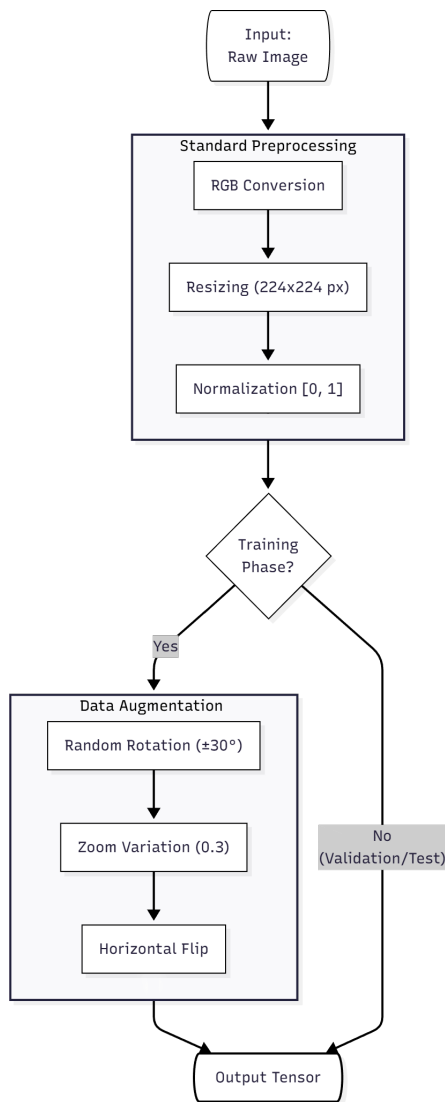 Input:
Raw Image
Standard Preprocessing
RGB Conversion
Resizing (224x224 px)
Normalization [0, 1]
Training
Phase?
Yes
Data Augmentation
Random Rotation (±30°)
Zoom Variation (0.3)
No
(Validation/Test)
Horizontal Flip
Output Tensor